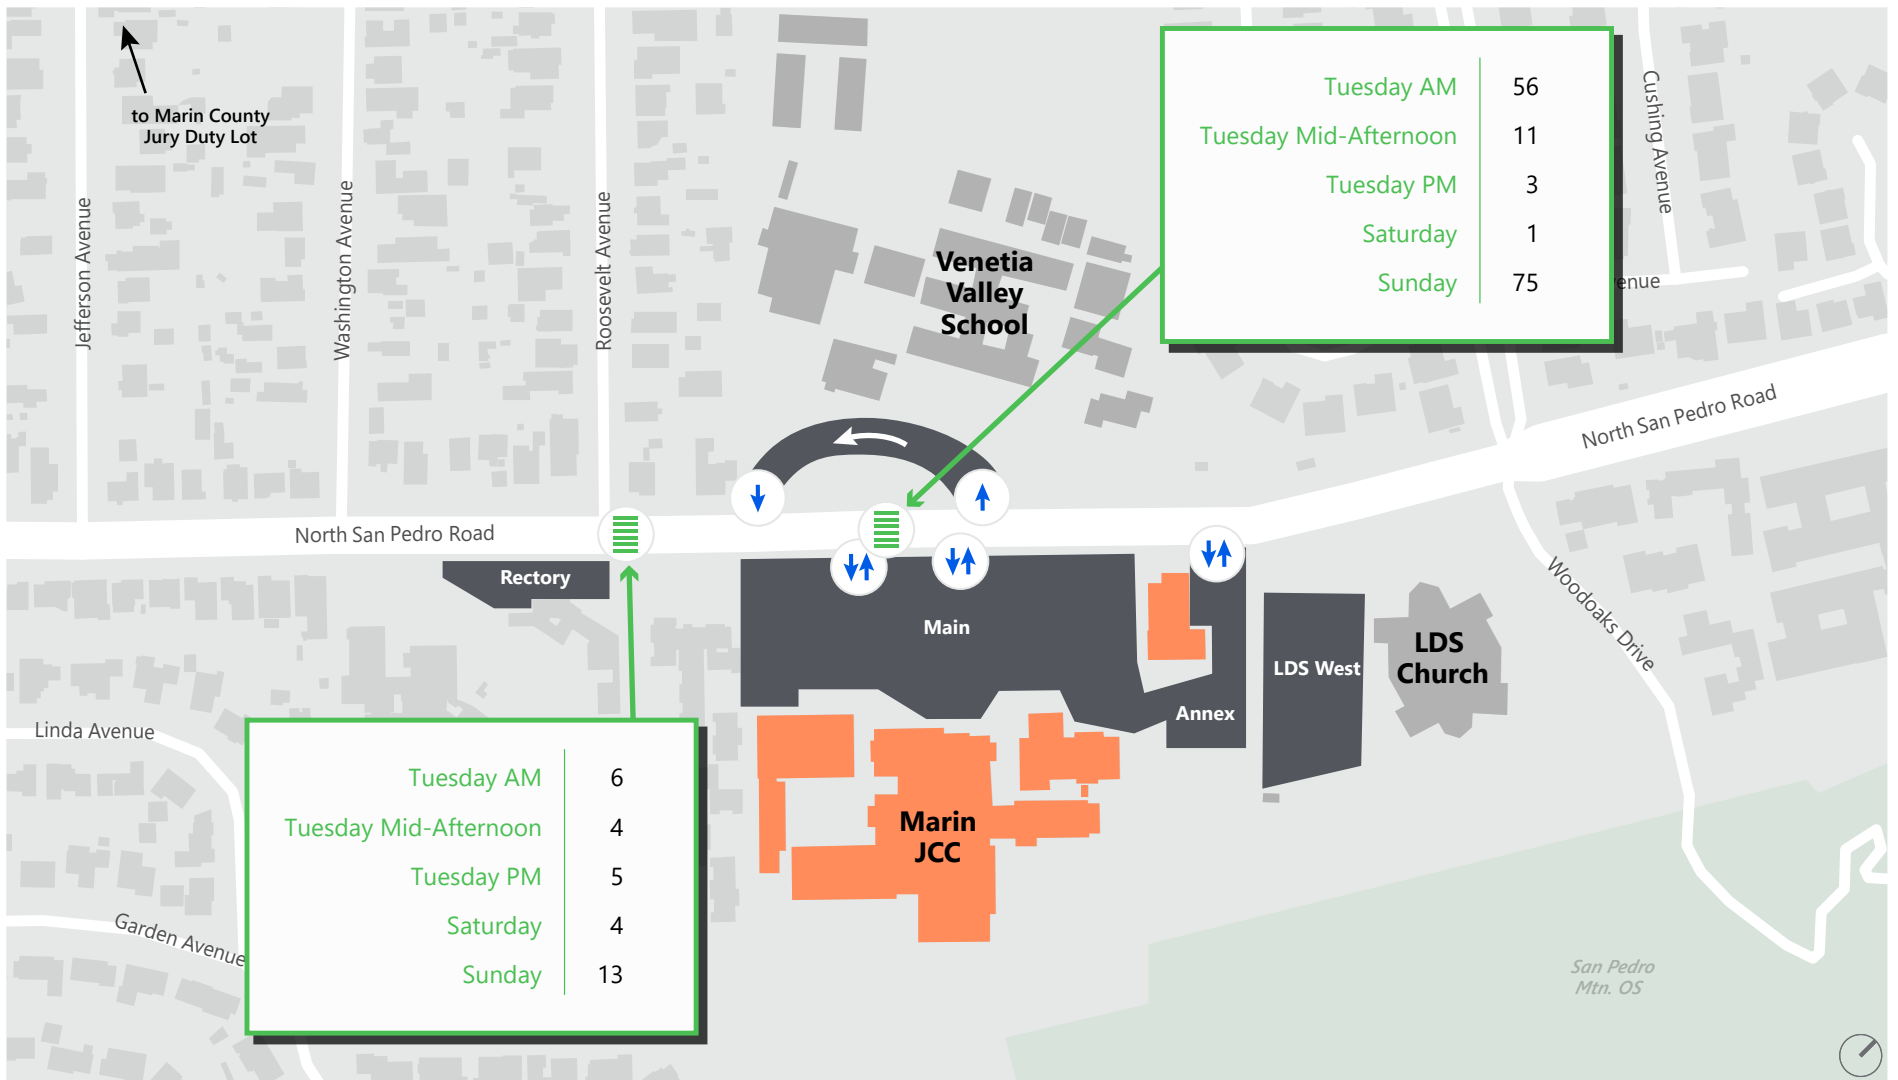 to Marin County
Jury Duty Lot
Jefferson Avenue
Washington Avenue
Roosevelt Avenue
Venetia
Valley
School
Tuesday AM 56
Tuesday Mid-Afternoon 11
Tuesday PM 3
Saturday 1
Sunday 75
Cushing Avenue
enue
North San Pedro Road
North San Pedro Road
Rectory
Main
Annex
LDS West
LDS
Church
Woodoaks Drive
Linda Avenue
Garden Avenue
Tuesday AM 6
Tuesday Mid-Afternoon 4
Tuesday PM 5
Saturday 4
Sunday 13
Marin
JCC
San Pedro
Mtn. OS